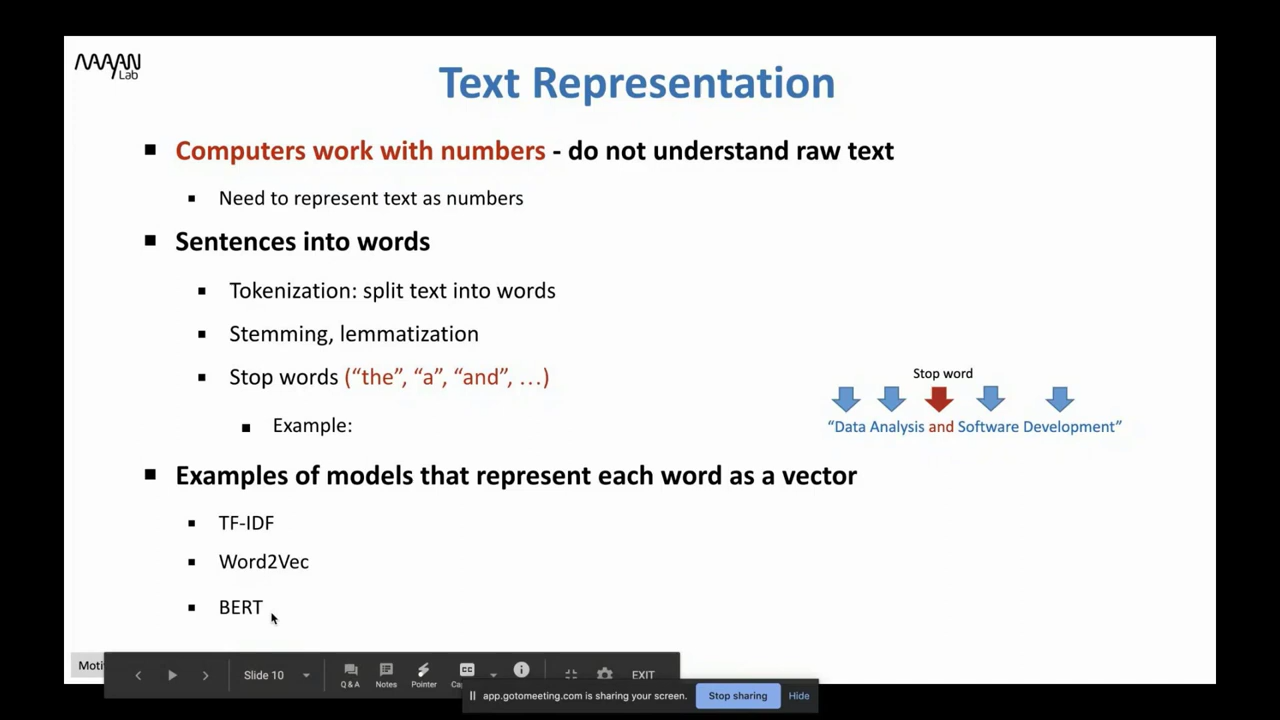 MAAYAN
Lab
Text Representation
Computers work with numbers - do not understand raw text
Need to represent text as numbers
Sentences into words
Tokenization: split text into words
Stemming, lemmatization
Stop words (“the”, “a”, “and”, …)
Stop word
Example:
“Data Analysis and Software Development”
Examples of models that represent each word as a vector
TF-IDF
Word2Vec
BERT
Moti
Slide 10
Q & A
Notes
Pointer
CC
Ca
EXIT
app.gotomeeting.com is sharing your screen.
Stop sharing
Hide